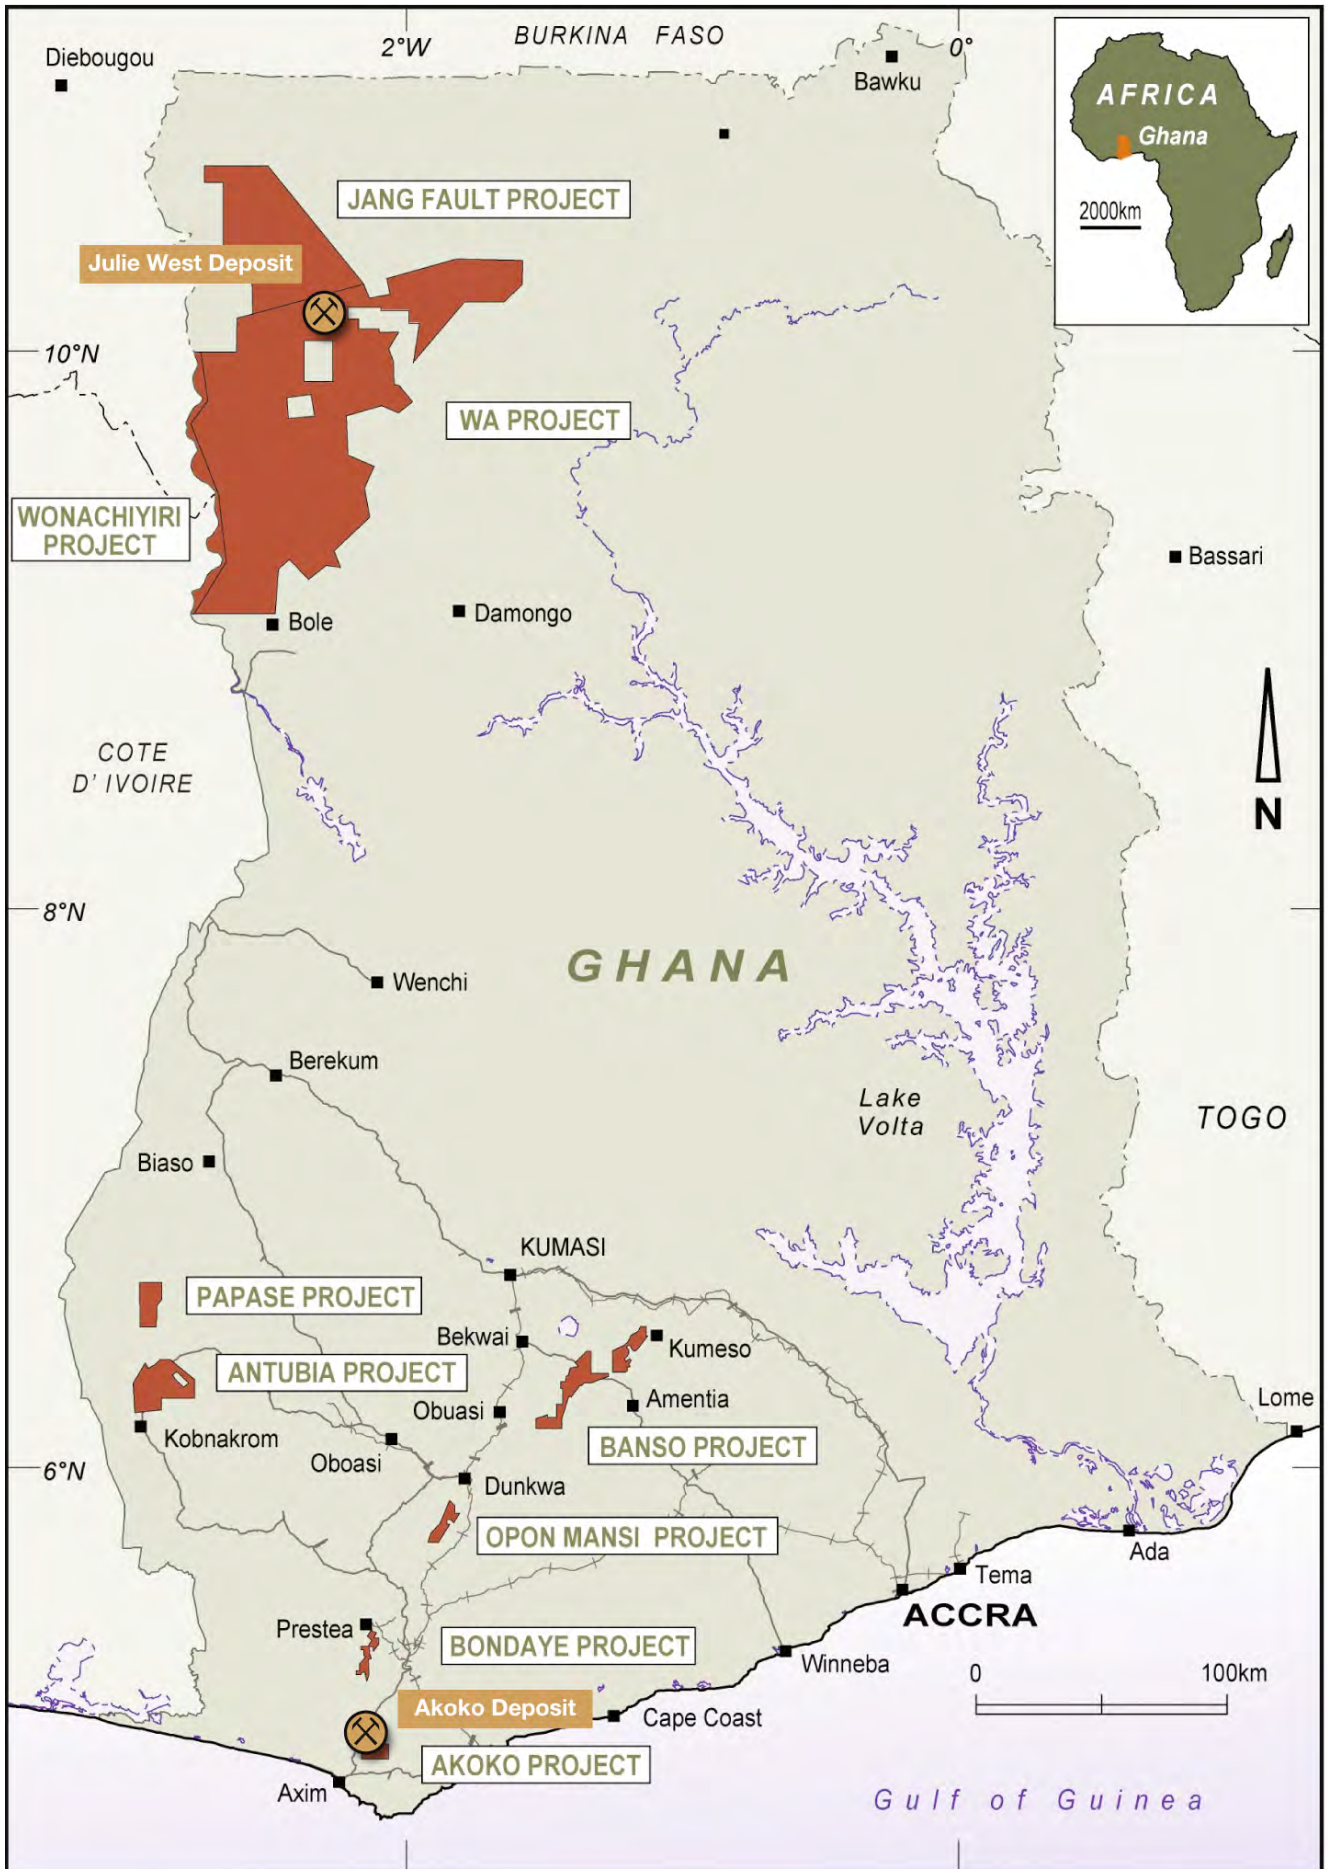 2°W
BURKINA FASO
0°
Diebougou
Bawku
AFRICA
Ghana
2000km
JANG FAULT PROJECT
Julie West Deposit
10°N
WA PROJECT
WONACHIYIRI
PROJECT
Bassari
Bole
Damongo
COTE
D' IVOIRE
N
8°N
GHANA
Wenchi
Berekum
Lake
Volta
TOGO
Biaso
KUMASI
PAPASE PROJECT
Bekwai
Kumeso
ANTUBIA PROJECT
Lome
Obuasi
Amentia
Kobnakrom
BANSO PROJECT
Oboasi
6°N
Dunkwa
OPON MANSI PROJECT
Ada
Tema
ACCRA
Prestea
BONDAYE PROJECT
Winneba
0
100km
Akoko Deposit
Cape Coast
AKOKO PROJECT
Axim
Gulf of Guinea